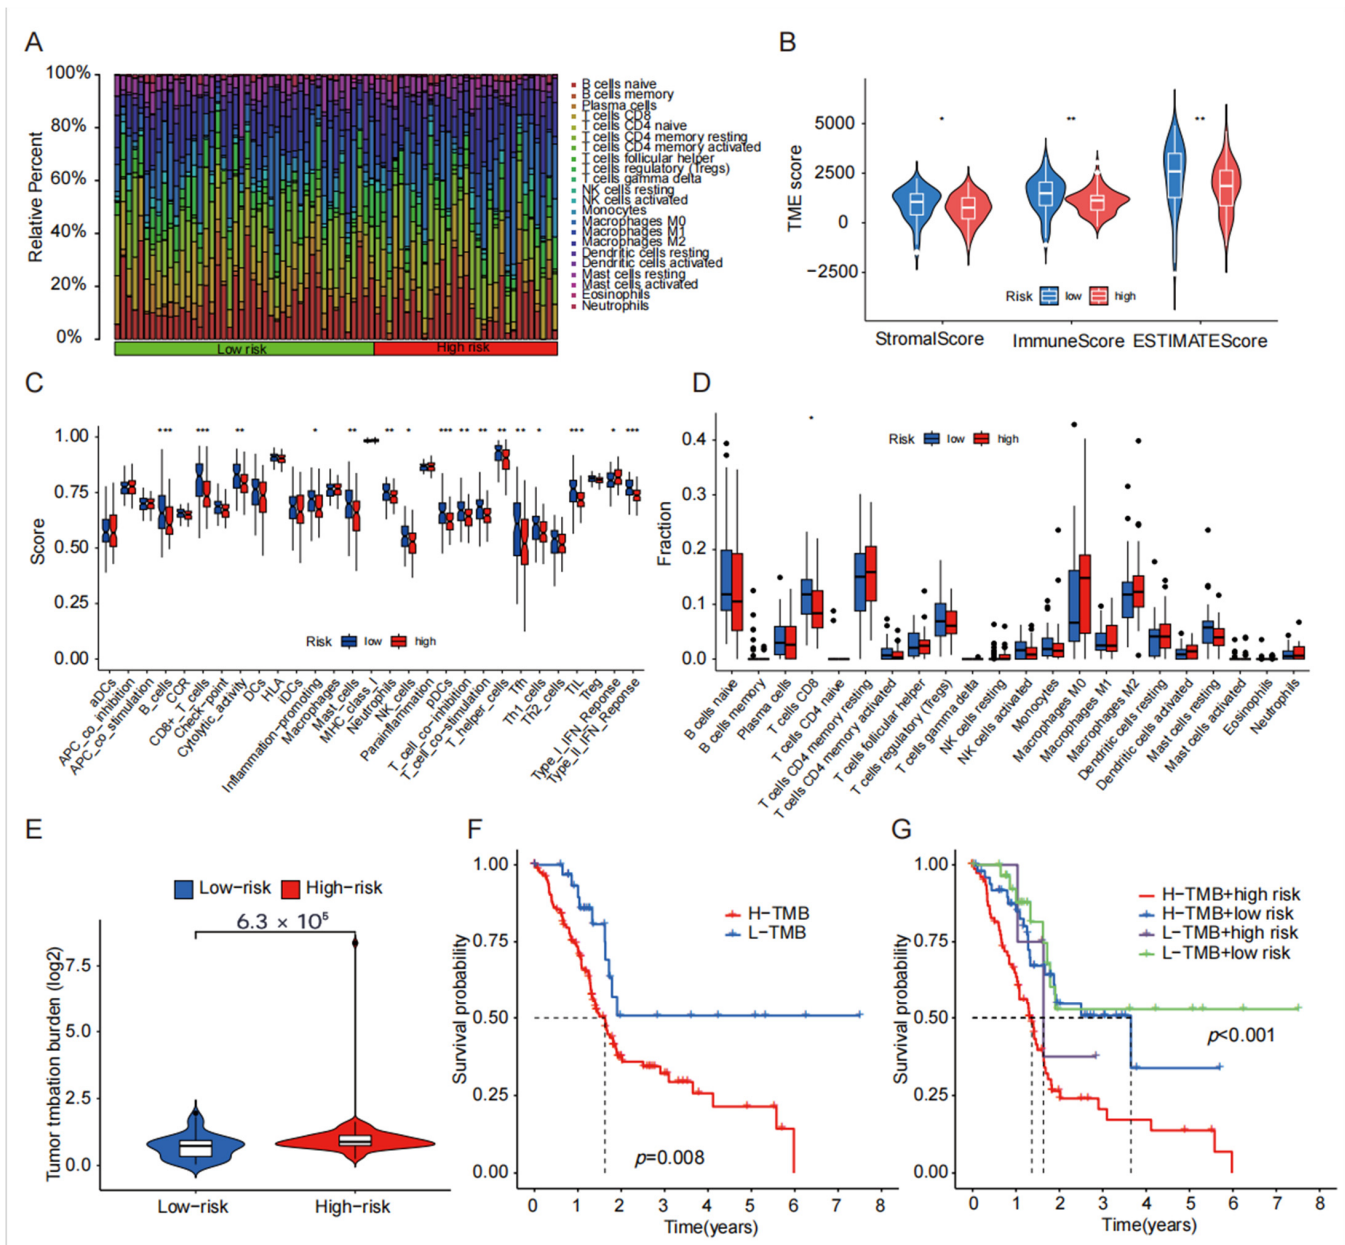 A
100%
80%
60%
40%
20%
0%
Relative Percent
Low risk
High risk
B cells naive
B cells memory
Plasma cells
T cells CD8
T cells CD4 naive
T cells CD4 memory resting
T cells CD4 memory activated
T cells follicular helper
T cells regulatory (Tregs)
T cells gamma delta
NK cells resting
NK cells activated
Monocytes
Macrophages M0
Macrophages M1
Macrophages M2
Dendritic cells resting
Dendritic cells activated
Mast cells resting
Mast cells activated
Eosinophils
Neutrophils
B
TME score
5000
2500
0
−2500
*
**
**
Risk low high
StromalScore
ImmuneScore
ESTIMATEScore
C
Score
1.00
0.75
0.50
0.25
0.00
Risk low high
aDCs
APC_co_inhibition
APC_co_stimulation
B_cells
CCR
CD8+_T_cells
Check−point
Cytolytic_activity
DCs
HLA
iDCs
Inflammation−promoting
Macrophages
Mast_cells
MHC_class_I
Neutrophils
NK_cells
Parainflammation
pDCs
T_cell_co−inhibition
T_cell_co−stimulation
T_helper_cells
Tfh
Th1_cells
Th2_cells
TIL
Treg
Type_I_IFN_Reponse
Type_II_IFN_Reponse
D
Fraction
0.4
0.3
0.2
0.1
0.0
*
Risk low high
B cells naive
B cells memory
Plasma cells
T cells CD8
T cells CD4 naive
T cells CD4 memory resting
T cells CD4 memory activated
T cells follicular helper
T cells regulatory (Tregs)
T cells gamma delta
NK cells resting
NK cells activated
Monocytes
Macrophages M0
Macrophages M1
Macrophages M2
Dendritic cells resting
Dendritic cells activated
Mast cells resting
Mast cells activated
Eosinophils
Neutrophils
E
Low−risk High−risk
6.3 × 10⁵
Tumor tmbation burden (log2)
7.5
5.0
2.5
0.0
Low−risk
High−risk
F
Survival probability
1.00
0.75
0.50
0.25
0.00
H−TMB
L−TMB
p=0.008
0 1 2 3 4 5 6 7 8
Time(years)
G
Survival probability
1.00
0.75
0.50
0.25
0.00
H−TMB+high risk
H−TMB+low risk
L−TMB+high risk
L−TMB+low risk
p<0.001
0 1 2 3 4 5 6 7 8
Time(years)